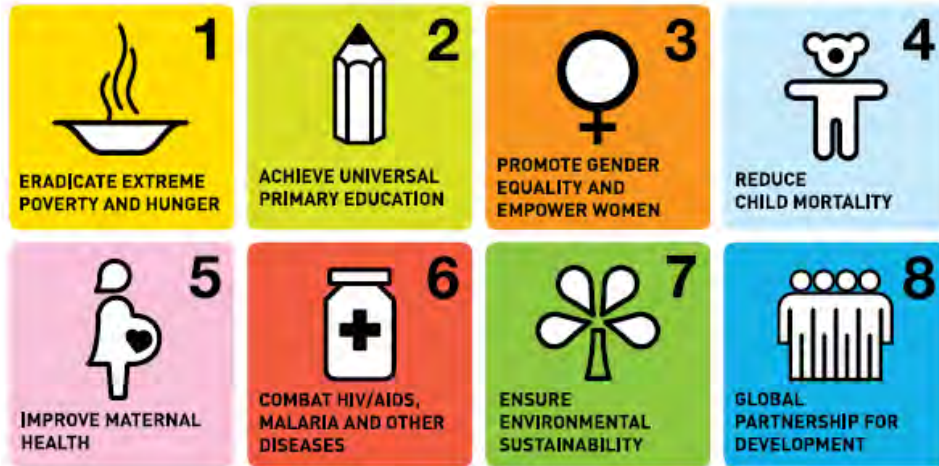 1
ERADICATE EXTREME
POVERTY AND HUNGER
2
ACHIEVE UNIVERSAL
PRIMARY EDUCATION
3
PROMOTE GENDER
EQUALITY AND
EMPOWER WOMEN
4
REDUCE
CHILD MORTALITY
5
IMPROVE MATERNAL
HEALTH
6
COMBAT HIV/AIDS,
MALARIA AND OTHER
DISEASES
7
ENSURE
ENVIRONMENTAL
SUSTAINABILITY
8
GLOBAL
PARTNERSHIP FOR
DEVELOPMENT